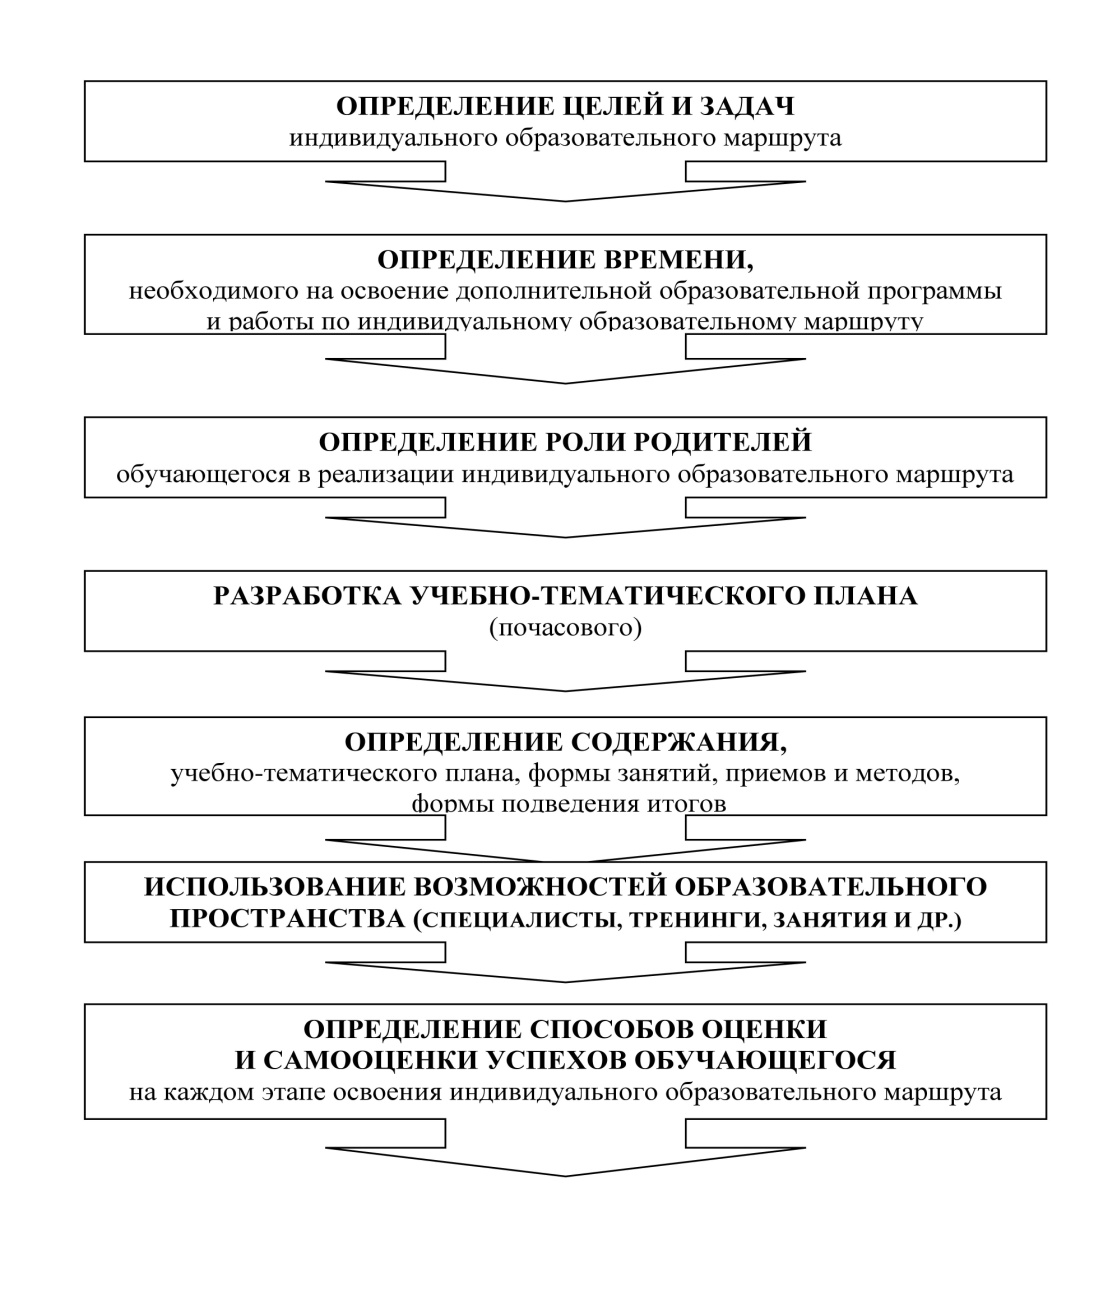 ОПРЕДЕЛЕНИЕ ЦЕЛЕЙ И ЗАДАЧ
индивидуального образовательного маршрута
ОПРЕДЕЛЕНИЕ ВРЕМЕНИ,
необходимого на освоение дополнительной образовательной программы
и работы по индивидуальному образовательному маршруту
ОПРЕДЕЛЕНИЕ РОЛИ РОДИТЕЛЕЙ
обучающегося в реализации индивидуального образовательного маршрута
РАЗРАБОТКА УЧЕБНО-ТЕМАТИЧЕСКОГО ПЛАНА
(почасового)
ОПРЕДЕЛЕНИЕ СОДЕРЖАНИЯ,
учебно-тематического плана, формы занятий, приемов и методов,
формы подведения итогов
ИСПОЛЬЗОВАНИЕ ВОЗМОЖНОСТЕЙ ОБРАЗОВАТЕЛЬНОГО
ПРОСТРАНСТВА (СПЕЦИАЛИСТЫ, ТРЕНИНГИ, ЗАНЯТИЯ И ДР.)
ОПРЕДЕЛЕНИЕ СПОСОБОВ ОЦЕНКИ
И САМООЦЕНКИ УСПЕХОВ ОБУЧАЮЩЕГОСЯ
на каждом этапе освоения индивидуального образовательного маршрута